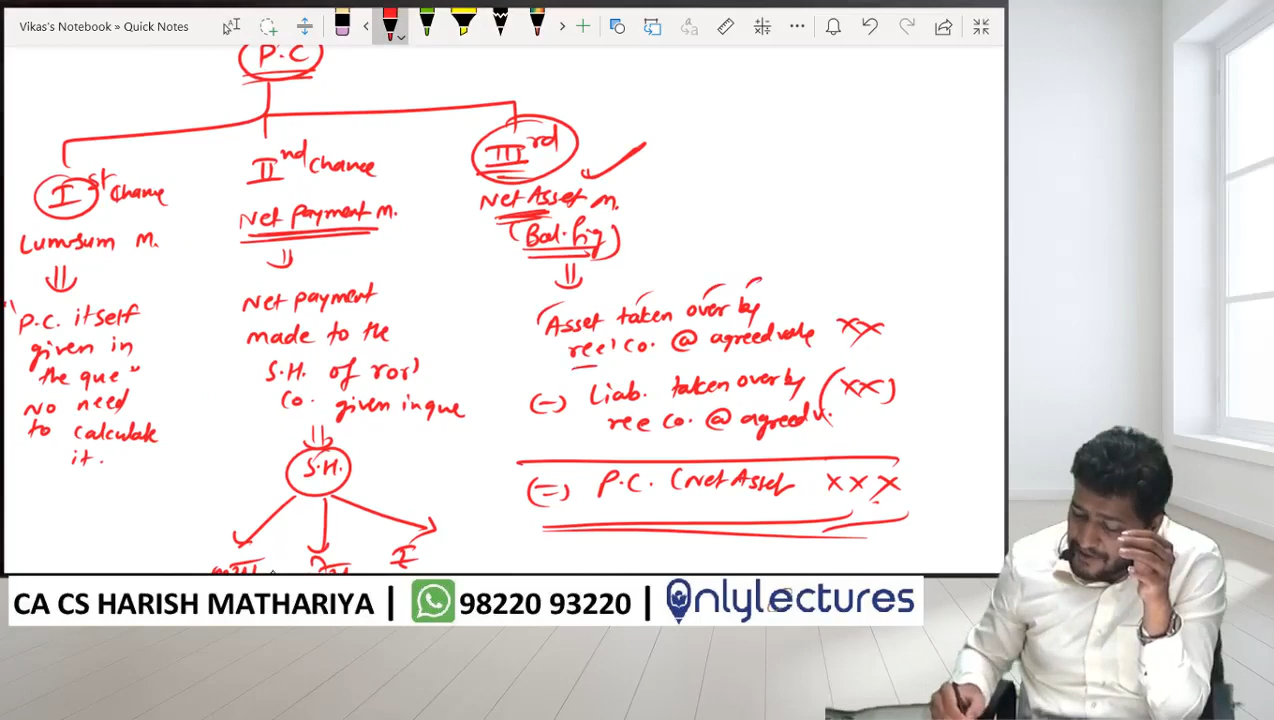 Vikas's Notebook » Quick Notes
P.C
Ist Chance
Lumsum M.
"P.C. itself
given in
the que"
No need
to calculate
it.
IInd Chance
Net Payment M.
Net payment
made to the
S.H. of ror'
Co. given in que
S.H.
I
IIIrd
Net Asset M.
(Bal. fig)
Asset taken over by
ree' Co. @ agreed value XX
(-) Liab. taken over by (XX)
ree Co. @ agreed v.
(=) P.C. (Net Asset XXX
CA CS HARISH MATHARIYA | 98220 93220 | Onlylectures